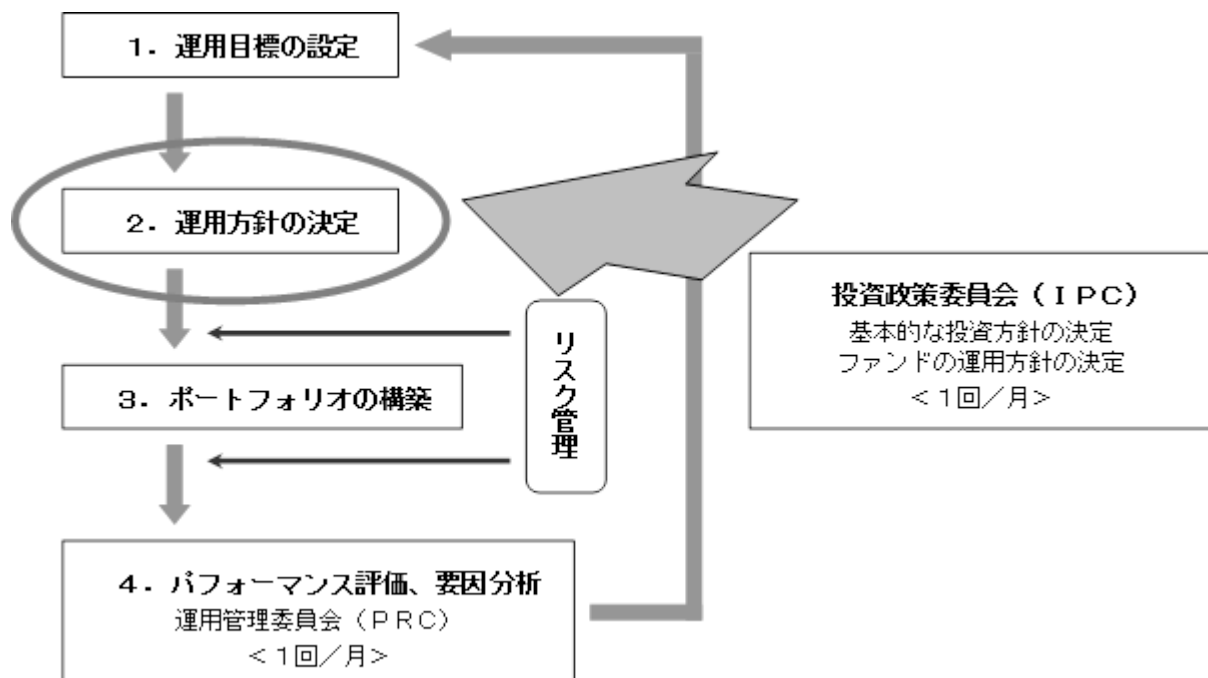 １．運用目標の設定
２．運用方針の決定
投資政策委員会（ＩＰＣ）
基本的な投資方針の決定
ファンドの運用方針の決定
＜１回／月＞
リスク管理
３．ポートフォリオの構築
４．パフォーマンス評価、要因分析
運用管理委員会（ＰＲＣ）
＜１回／月＞